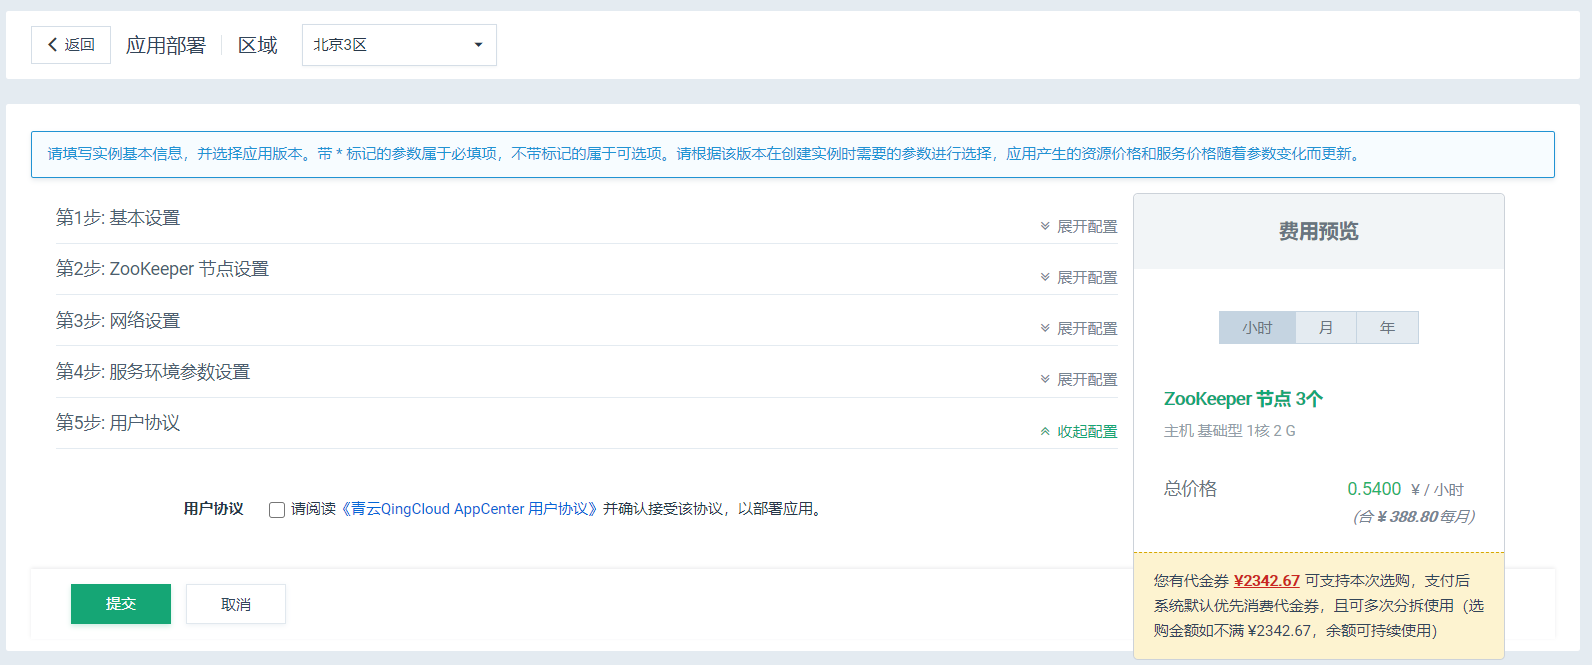 返回 应用部署 区域 北京3区
请填写实例基本信息，并选择应用版本。带 * 标记的参数属于必填项，不带标记的属于可选项。请根据该版本在创建实例时需要的参数进行选择，应用产生的资源价格和服务价格随着参数变化而更新。
第1步: 基本设置
展开配置
第2步: ZooKeeper 节点设置
展开配置
第3步: 网络设置
展开配置
第4步: 服务环境参数设置
展开配置
第5步: 用户协议
收起配置
用户协议 请阅读《青云QingCloud AppCenter 用户协议》并确认接受该协议，以部署应用。
提交 取消
费用预览
小时 月 年
ZooKeeper 节点 3个
主机 基础型 1核 2 G
总价格 0.5400 ¥ / 小时
(合 ¥ 388.80 每月)
您有代金券 ¥2342.67 可支持本次选购，支付后
系统默认优先消费代金券，且可多次分拆使用（选
购金额如不满 ¥2342.67，余额可持续使用）